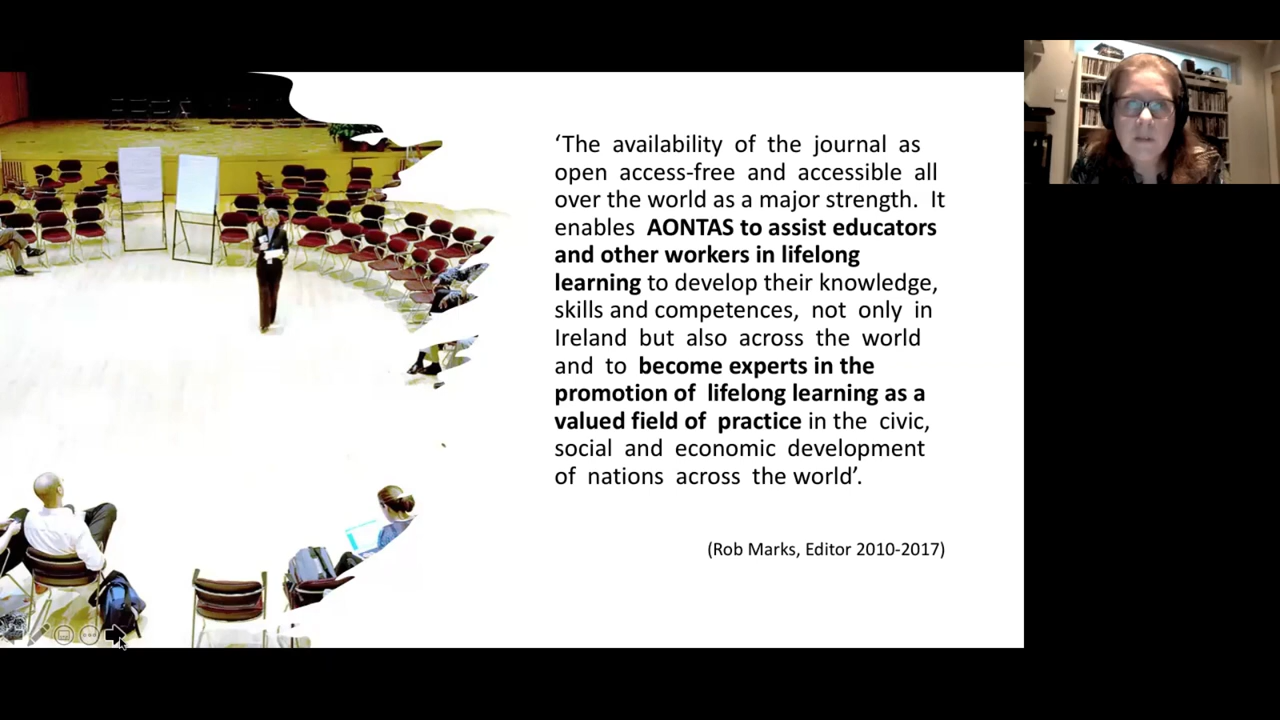 ‘The availability of the journal as
open access-free and accessible all
over the world as a major strength. It
enables AONTAS to assist educators
and other workers in lifelong
learning to develop their knowledge,
skills and competences, not only in
Ireland but also across the world
and to become experts in the
promotion of lifelong learning as a
valued field of practice in the civic,
social and economic development
of nations across the world’.
(Rob Marks, Editor 2010-2017)